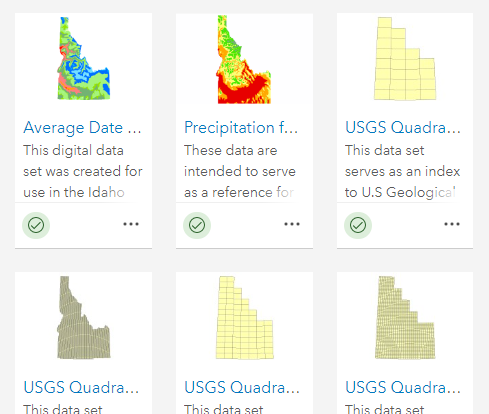 Average Date ...
This digital data
set was created for
use in the Idaho
Precipitation f...
These data are
intended to serve
as a reference for
USGS Quadra...
This data set
serves as an index
to U.S Geological'
USGS Quadra...
This data set
USGS Quadra...
This data set
USGS Quadra...
This data set